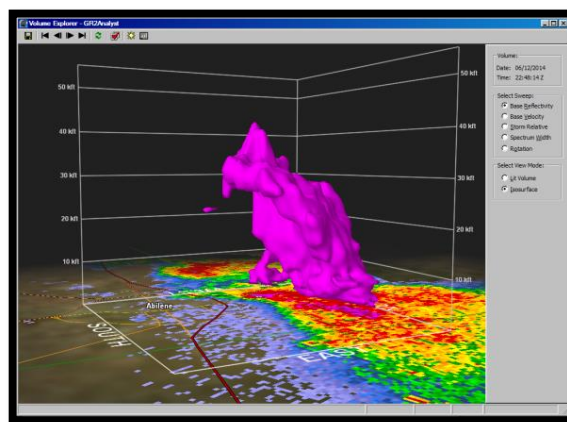 Volume Explorer - GR2Analyst
Volume:
Date: 06/12/2014
Time: 22:48:14 Z
Select Sweep:
Base Reflectivity
Base Velocity
Storm Relative
Spectrum Width
Rotation
Select View Mode:
Lit Volume
Isosurface
50 kft
50 kft
40 kft
40 kft
30 kft
30 kft
20 kft
20 kft
10 kft
10 kft
Abilene
SOUTH
EAST